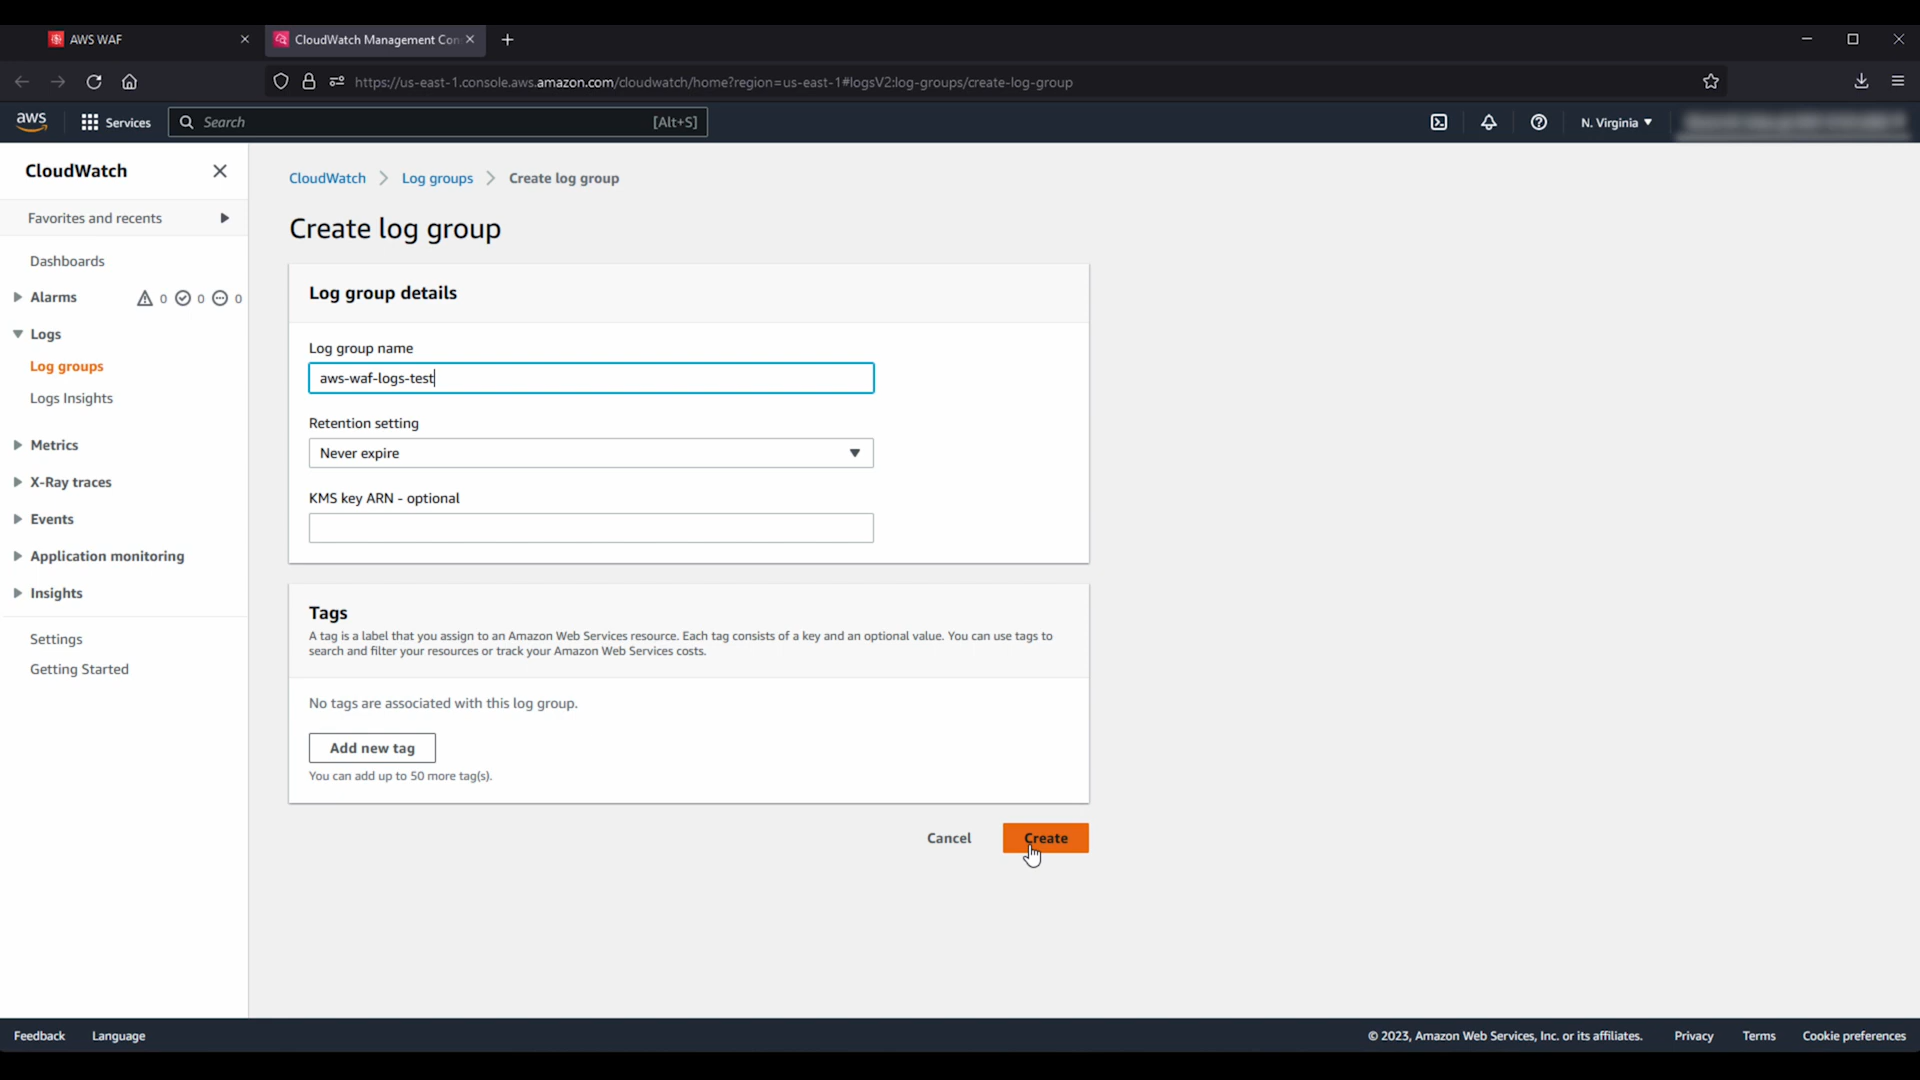 AWS WAF
CloudWatch Management Con
https://us-east-1.console.aws.amazon.com/cloudwatch/home?region=us-east-1#logsV2:log-groups/create-log-group
aws
Services
Search
[Alt+S]
N. Virginia
CloudWatch
Favorites and recents
Dashboards
Alarms 0 0 0
Logs
Log groups
Logs Insights
Metrics
X-Ray traces
Events
Application monitoring
Insights
Settings
Getting Started
CloudWatch
Log groups
Create log group
Create log group
Log group details
Log group name
aws-waf-logs-test
Retention setting
Never expire
KMS key ARN - optional
Tags
A tag is a label that you assign to an Amazon Web Services resource. Each tag consists of a key and an optional value. You can use tags to
search and filter your resources or track your Amazon Web Services costs.
No tags are associated with this log group.
Add new tag
You can add up to 50 more tag(s).
Cancel
Create
Feedback
Language
© 2023, Amazon Web Services, Inc. or its affiliates.
Privacy
Terms
Cookie preferences